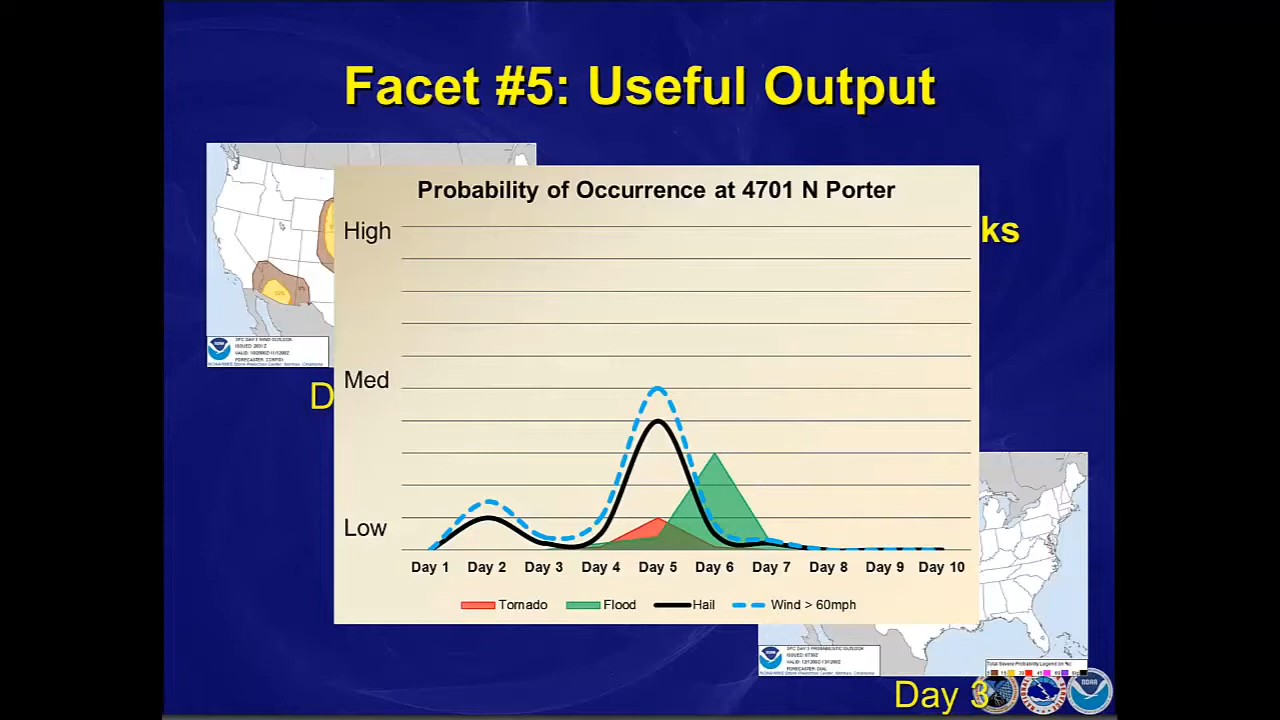 Facet #5: Useful Output
Probability of Occurrence at 4701 N Porter
High
ks
Med
D
Low
Day 1 Day 2 Day 3 Day 4 Day 5 Day 6 Day 7 Day 8 Day 9 Day 10
Tornado Flood Hail Wind > 60mph
Day 3
NOAA